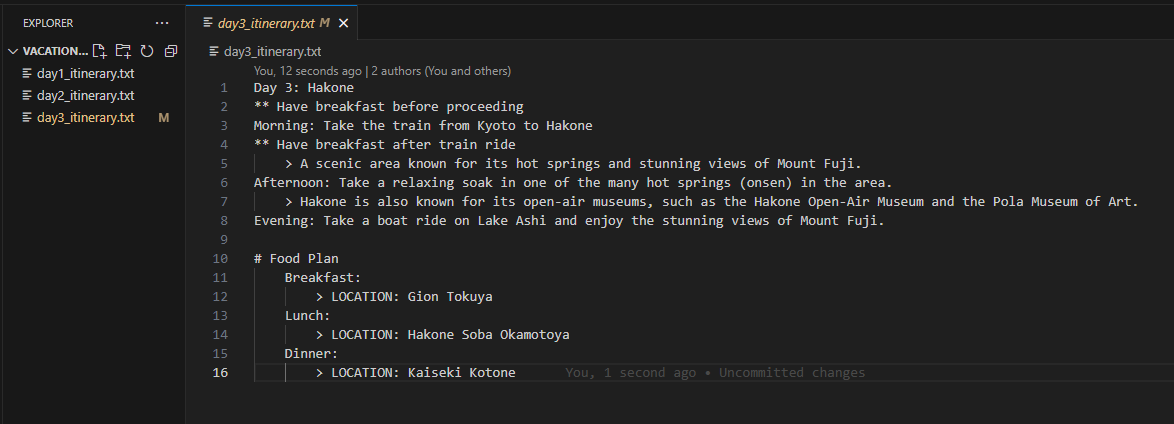 EXPLORER
VACATION...
day1_itinerary.txt
day2_itinerary.txt
day3_itinerary.txt M
day3_itinerary.txt M
day3_itinerary.txt
You, 12 seconds ago | 2 authors (You and others)
1 Day 3: Hakone
2 ** Have breakfast before proceeding
3 Morning: Take the train from Kyoto to Hakone
4 ** Have breakfast after train ride
5 > A scenic area known for its hot springs and stunning views of Mount Fuji.
6 Afternoon: Take a relaxing soak in one of the many hot springs (onsen) in the area.
7 > Hakone is also known for its open-air museums, such as the Hakone Open-Air Museum and the Pola Museum of Art.
8 Evening: Take a boat ride on Lake Ashi and enjoy the stunning views of Mount Fuji.
9
10 # Food Plan
11 Breakfast:
12 > LOCATION: Gion Tokuya
13 Lunch:
14 > LOCATION: Hakone Soba Okamotoya
15 Dinner:
16 > LOCATION: Kaiseki Kotone You, 1 second ago • Uncommitted changes